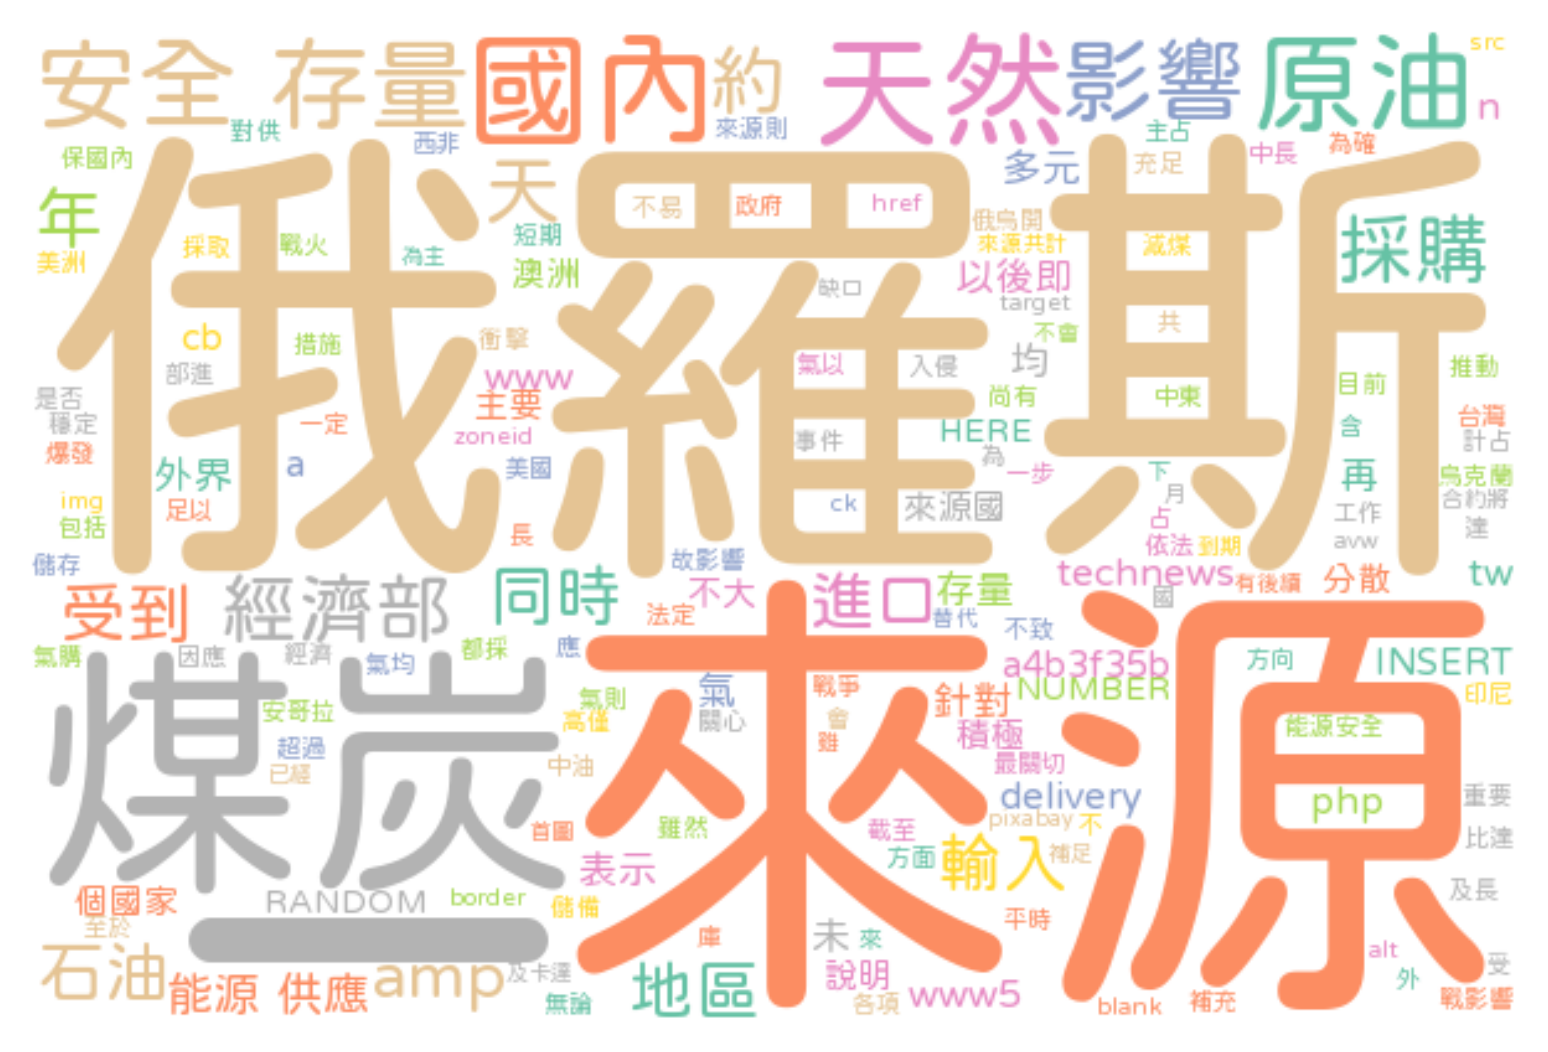 安全 存量 國 內 約 天然 影響 原油 src
n
對供 西非 來源則 主占 為確
保國內 俄羅斯 天 多元 充足 中長
年 不易 政府 href 俄烏開 採購
美洲 採取 戰火 為主 短期 來源共計 減煤
澳洲 缺口 以後即
target
cb 措施 衝擊 不會 共
部進 www 氣以 入侵 均 目前 推動
是否 主要 尚有 中東
穩定 一定 zoneid 事件 HERE 含 台灣
計占
爆發 外界 a 美國 為 一步 下 再 烏克蘭
img 足以 ck 來源國 月 合約將
包括 長 占 工作 達
儲存 故影響 依法 到期 avw
受到 經濟部 同時 不大 進口 存量 technews 有後續 分散 tw
法定 替代 國
氣購 因應 經濟 氣均 都採 應 來源 不致 a4b3f35b 方向 INSERT
煤炭 氣 戰爭 針對 NUMBER 印尼
安哥拉 氣則 關心 會 能源安全
超過 高僅 雖 積極
已經 中油 最關切
delivery php 重要
首圖 雖然 截至 pixabay 不 比達
表示 方面 輸入 補足
個國家 RANDOM border 儲備 及長
至於 一 庫 未 來 平時
石油 能源 供應 amp 及卡達 地區 說明 alt 受
無論 各項 www5 blank 補充 外 戰影響